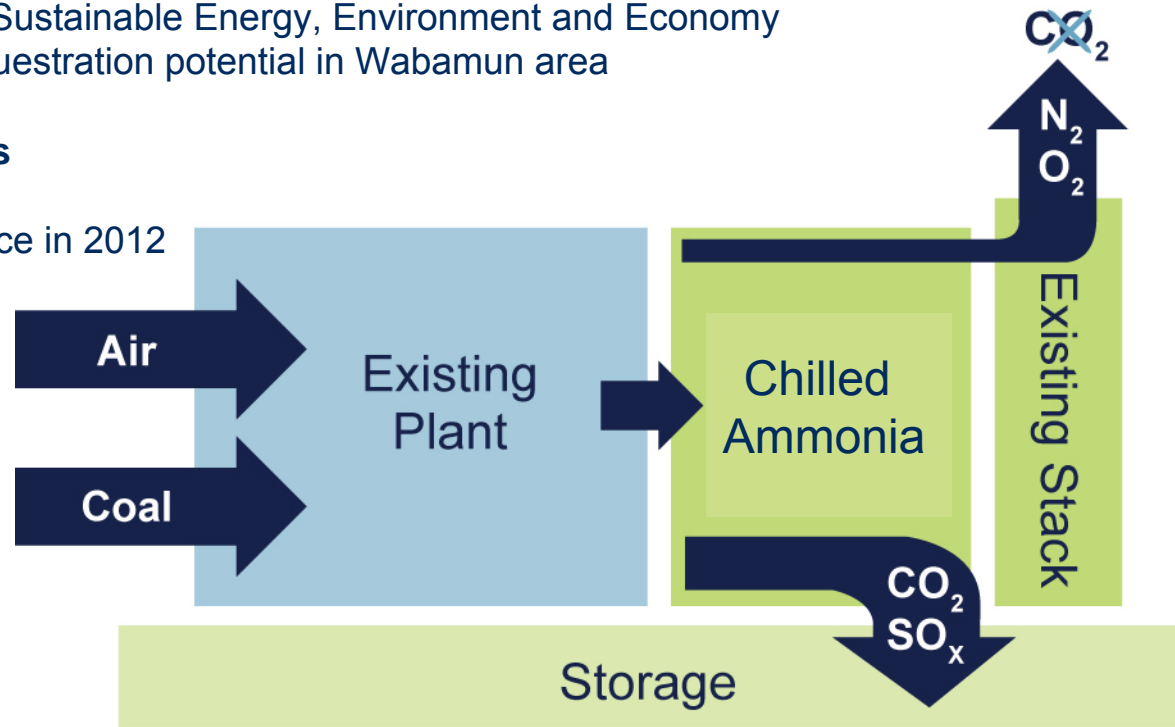 Sustainable Energy, Environment and Economy
uestration potential in Wabamun area
s
ce in 2012
CO₂
N₂
O₂
Air
Coal
Existing
Plant
Chilled
Ammonia
Existing Stack
CO₂
SOₓ
Storage